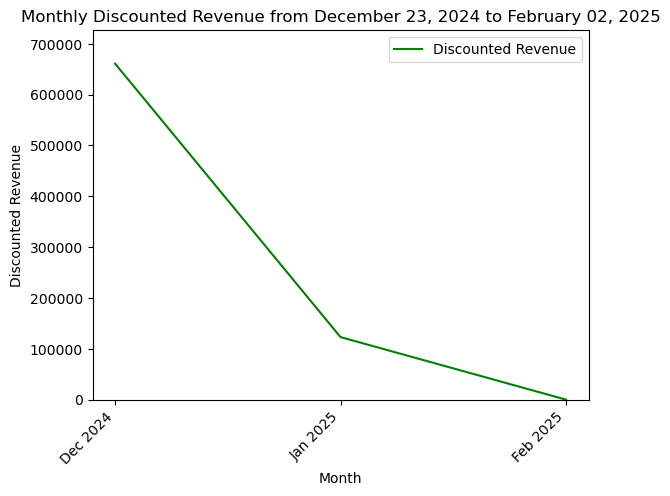 Monthly Discounted Revenue from December 23, 2024 to February 02, 2025
Discounted Revenue
700000
600000
500000
400000
300000
200000
100000
0
Discounted Revenue
Dec 2024
Jan 2025
Feb 2025
Month